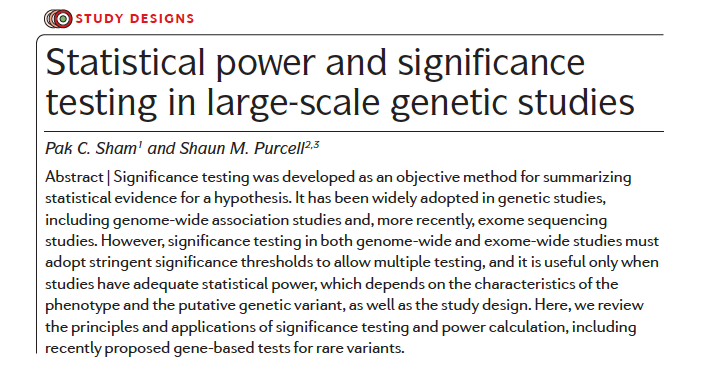 STUDY DESIGNS
Statistical power and significance
testing in large-scale genetic studies
Pak C. Sham1 and Shaun M. Purcell2,3
Abstract | Significance testing was developed as an objective method for summarizing
statistical evidence for a hypothesis. It has been widely adopted in genetic studies,
including genome-wide association studies and, more recently, exome sequencing
studies. However, significance testing in both genome-wide and exome-wide studies must
adopt stringent significance thresholds to allow multiple testing, and it is useful only when
studies have adequate statistical power, which depends on the characteristics of the
phenotype and the putative genetic variant, as well as the study design. Here, we review
the principles and applications of significance testing and power calculation, including
recently proposed gene-based tests for rare variants.